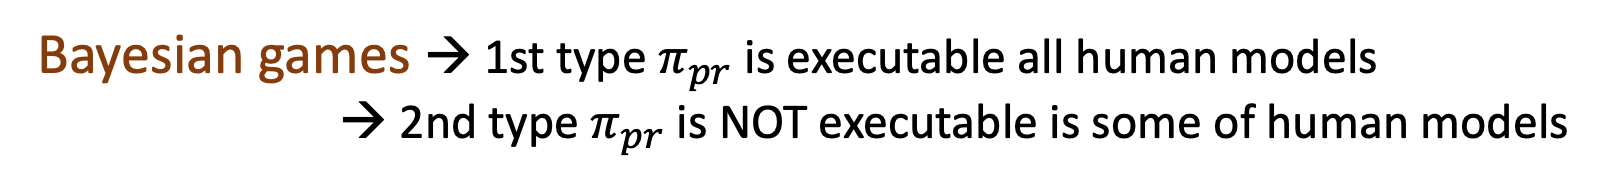 Bayesian games → 1st type π_pr is executable all human models
→ 2nd type π_pr is NOT executable is some of human models